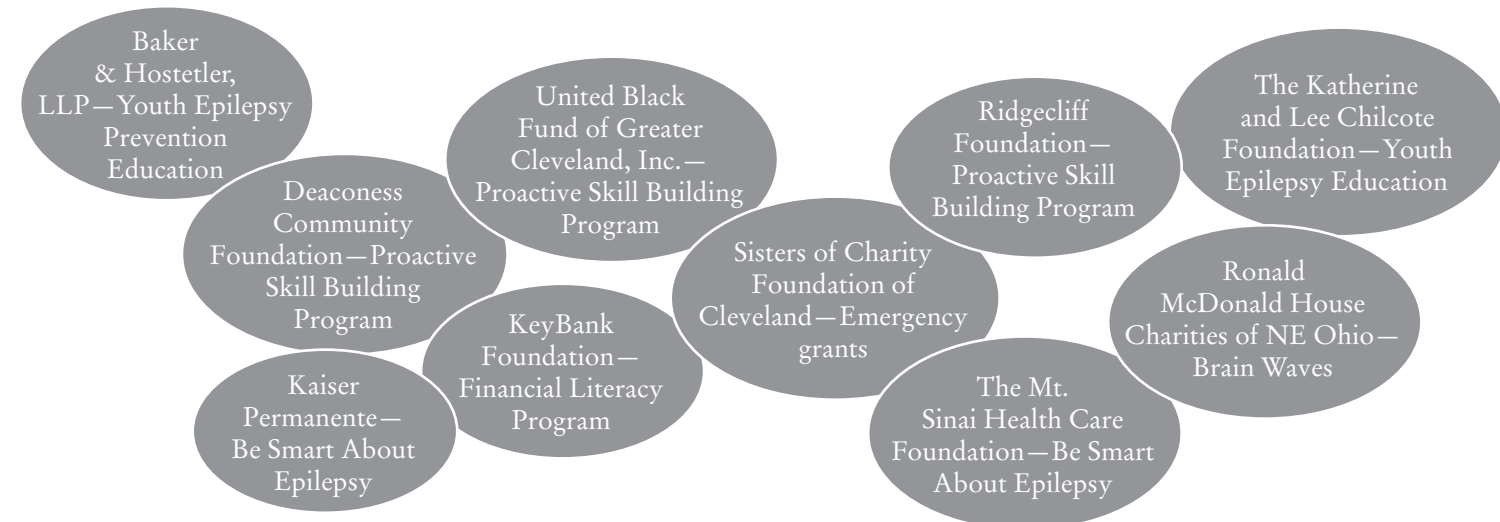 Baker
& Hostetler,
LLP—Youth Epilepsy
Prevention
Education
Deaconess
Community
Foundation—Proactive
Skill Building
Program
United Black
Fund of Greater
Cleveland, Inc.—
Proactive Skill Building
Program
Kaiser
Permanente—
Be Smart About
Epilepsy
KeyBank
Foundation—
Financial Literacy
Program
Sisters of Charity
Foundation of
Cleveland—Emergency
grants
Ridgecliff
Foundation—
Proactive Skill
Building Program
The Katherine
and Lee Chilcote
Foundation—Youth
Epilepsy Education
Ronald
McDonald House
Charities of NE Ohio—
Brain Waves
The Mt.
Sinai Health Care
Foundation—Be Smart
About Epilepsy